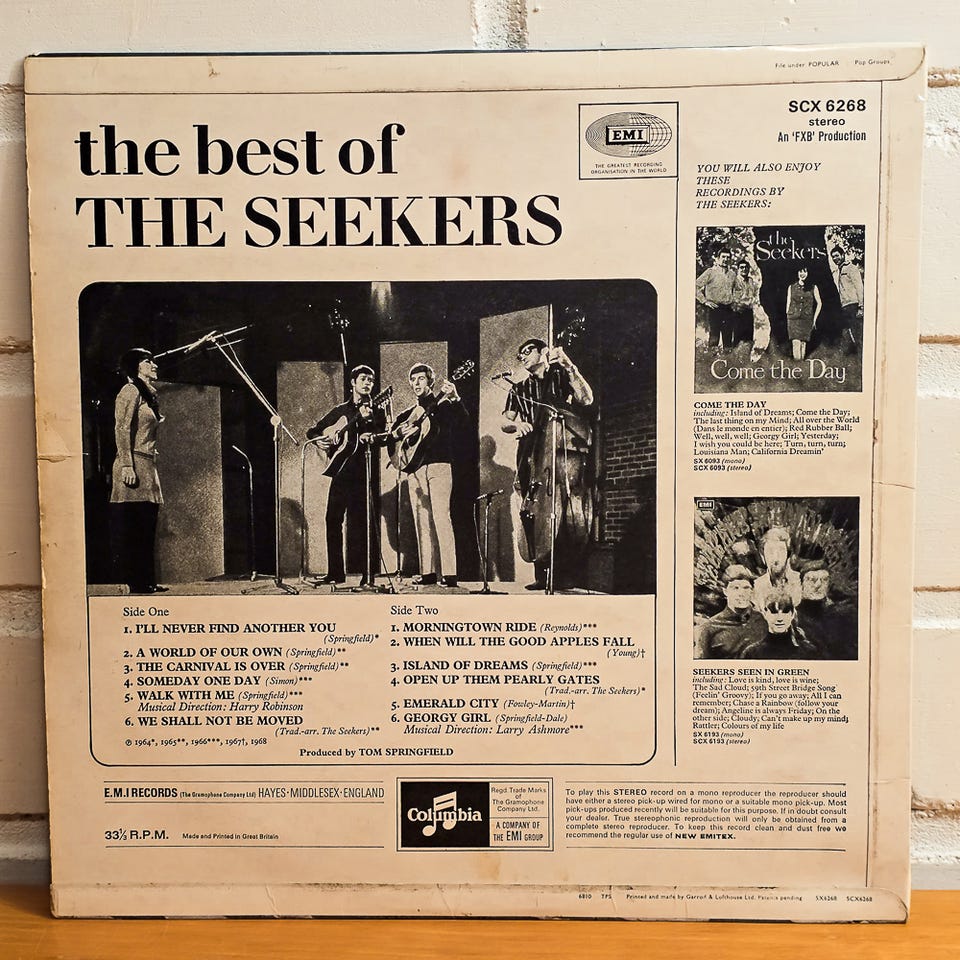 File under POPULAR Pop Groups
the best of
THE SEEKERS
EMI
THE GREATEST RECORDING
ORGANISATION IN THE WORLD
SCX 6268
stereo
An 'FXB' Production
YOU WILL ALSO ENJOY
THESE
RECORDINGS BY
THE SEEKERS:
the
Seekers
Come the Day
COME THE DAY
including: Island of Dreams; Come the Day;
The last thing on my Mind; All over the World
(Dans le monde en entier); Red Rubber Ball;
Well, well, well; Georgy Girl; Yesterday;
I wish you could be here; Turn, turn, turn;
Louisiana Man; California Dreamin'
SX 6093 (mono)
SCX 6093 (stereo)
EMI
SEEKERS SEEN IN GREEN
including: Love is kind, love is wine;
The Sad Cloud; 59th Street Bridge Song
(Feelin' Groovy); If you go away; All I can
remember; Chase a Rainbow (follow your
dream); Angeline is always Friday; On the
other side; Cloudy; Can't make up my mind;
Rattler; Colours of my life
SX 6193 (mono)
SCX 6193 (stereo)
Side One
1. I'LL NEVER FIND ANOTHER YOU
(Springfield)*
2. A WORLD OF OUR OWN (Springfield)**
3. THE CARNIVAL IS OVER (Springfield)**
4. SOMEDAY ONE DAY (Simon)***
5. WALK WITH ME (Springfield)***
Musical Direction: Harry Robinson
6. WE SHALL NOT BE MOVED
(Trad.-arr. The Seekers)**
℗ 1964*, 1965**, 1966***, 1967†, 1968
Side Two
1. MORNINGTOWN RIDE (Reynolds)***
2. WHEN WILL THE GOOD APPLES FALL
(Young)†
3. ISLAND OF DREAMS (Springfield)***
4. OPEN UP THEM PEARLY GATES
(Trad.-arr. The Seekers)*
5. EMERALD CITY (Fowley-Martin)†
6. GEORGY GIRL (Springfield-Dale)
Musical Direction: Larry Ashmore***
Produced by TOM SPRINGFIELD
E.M.I RECORDS (The Gramophone Company Ltd) HAYES·MIDDLESEX·ENGLAND
33⅓ R.P.M. Made and Printed in Great Britain
Columbia
Regd. Trade Marks
of The
Gramophone
Company Ltd.
A COMPANY OF
THE EMI GROUP
To play this STEREO record on a mono reproducer the reproducer should
have either a stereo pick-up wired for mono or a suitable mono pick-up. Most
pick-ups produced recently will be suitable for this purpose. If in doubt consult
your dealer. True stereophonic reproduction will only be obtained from a
complete stereo reproducer. To keep this record clean and dust free we
recommend the regular use of NEW EMITEX.
6810 TPS Printed and made by Garrod & Lofthouse Ltd. Patents pending SX6268 SCX6268